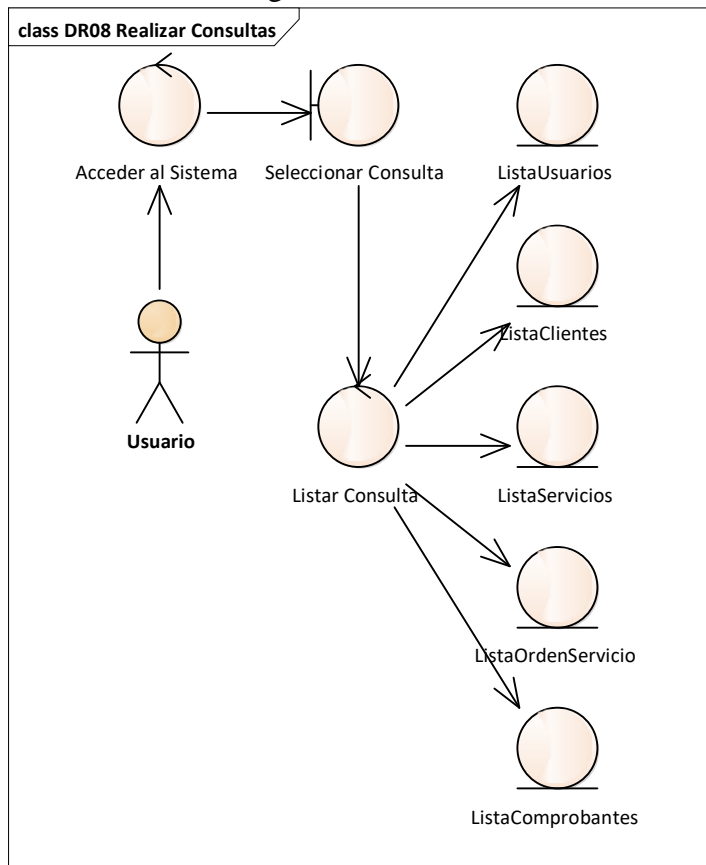 class DR08 Realizar Consultas
Acceder al Sistema
Seleccionar Consulta
ListaUsuarios
ListaClientes
Usuario
Listar Consulta
ListaServicios
ListaOrdenServicio
ListaComprobantes